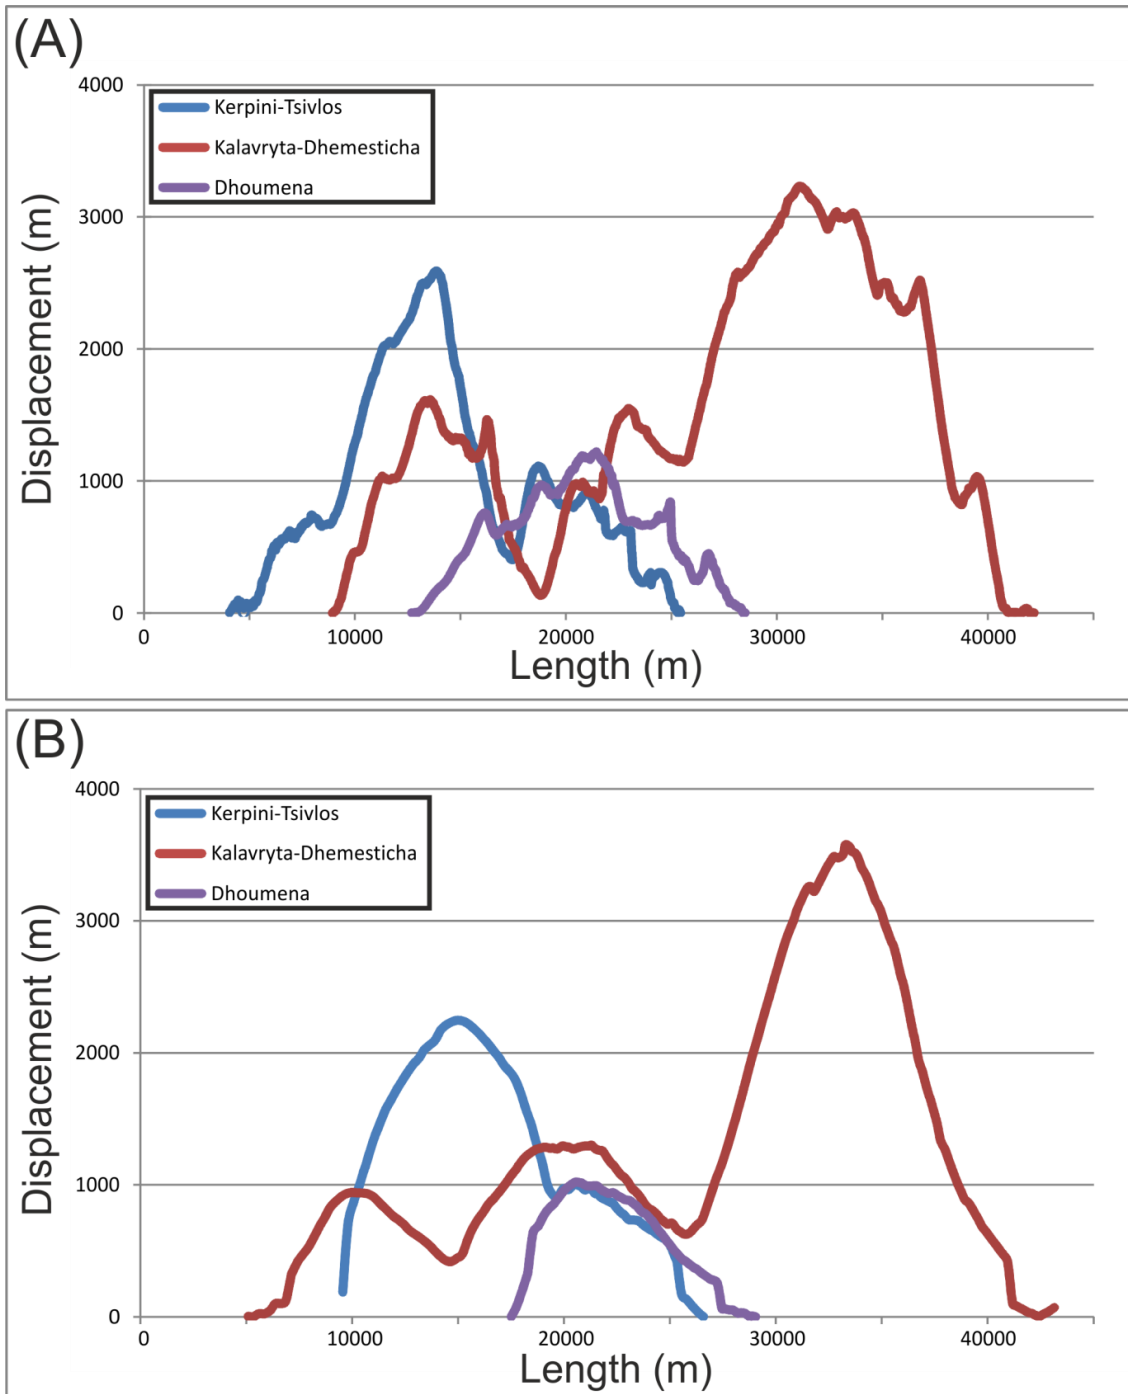 (A)
4000
Kerpini-Tsivlos
Kalavryta-Dhemesticha
Dhoumena
3000
2000
1000
0
Displacement (m)
0 10000 20000 30000 40000
Length (m)
(B)
4000
Kerpini-Tsivlos
Kalavryta-Dhemesticha
Dhoumena
3000
2000
1000
0
Displacement (m)
0 10000 20000 30000 40000
Length (m)